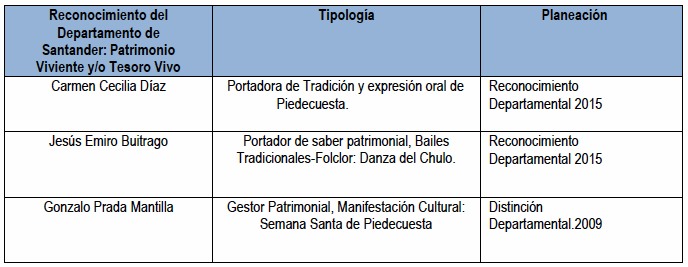 Reconocimiento del
Departamento de
Santander: Patrimonio
Viviente y/o Tesoro Vivo
Tipología
Planeación
Carmen Cecilia Díaz
Portadora de Tradición y expresión oral de
Piedecuesta.
Reconocimiento
Departamental 2015
Jesús Emiro Buitrago
Portador de saber patrimonial, Bailes
Tradicionales-Folclor: Danza del Chulo.
Reconocimiento
Departamental 2015
Gonzalo Prada Mantilla
Gestor Patrimonial, Manifestación Cultural:
Semana Santa de Piedecuesta
Distinción
Departamental.2009